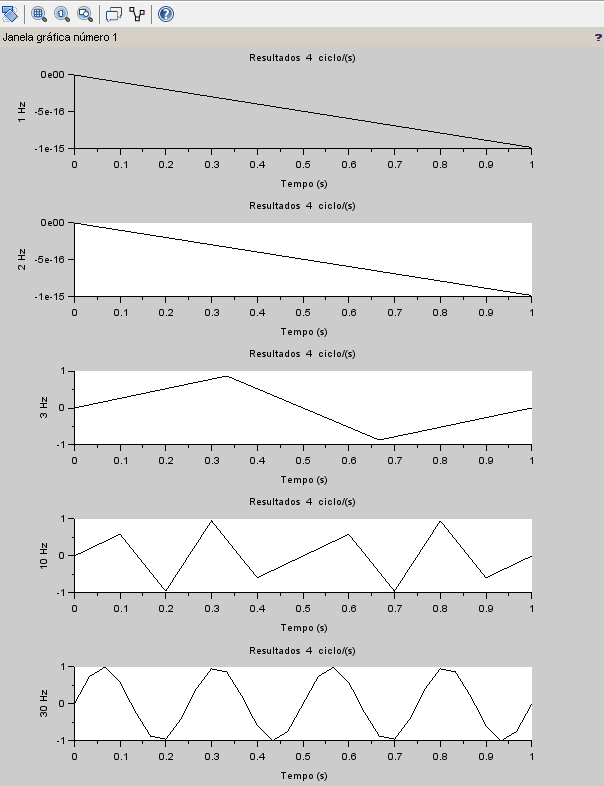 Janela gráfica número 1
?
Resultados 4 ciclo/(s)
0e00
-5e-16
-1e-15
1 Hz
0 0.1 0.2 0.3 0.4 0.5 0.6 0.7 0.8 0.9 1
Tempo (s)
Resultados 4 ciclo/(s)
0e00
-5e-16
-1e-15
2 Hz
0 0.1 0.2 0.3 0.4 0.5 0.6 0.7 0.8 0.9 1
Tempo (s)
Resultados 4 ciclo/(s)
1
0
-1
3 Hz
0 0.1 0.2 0.3 0.4 0.5 0.6 0.7 0.8 0.9 1
Tempo (s)
Resultados 4 ciclo/(s)
1
0
-1
10 Hz
0 0.1 0.2 0.3 0.4 0.5 0.6 0.7 0.8 0.9 1
Tempo (s)
Resultados 4 ciclo/(s)
1
0
-1
30 Hz
0 0.1 0.2 0.3 0.4 0.5 0.6 0.7 0.8 0.9 1
Tempo (s)